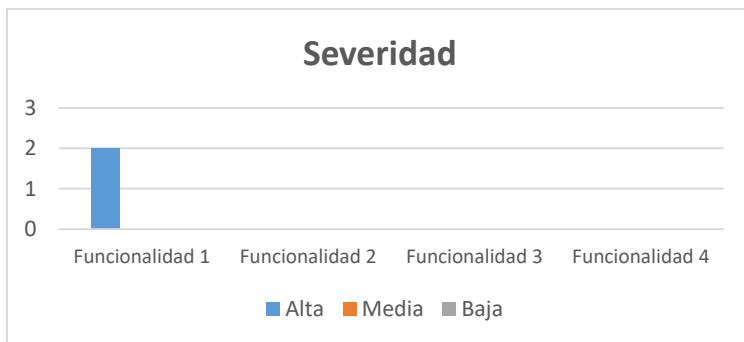 Severidad
3
2
1
0
Funcionalidad 1 Funcionalidad 2 Funcionalidad 3 Funcionalidad 4
Alta Media Baja